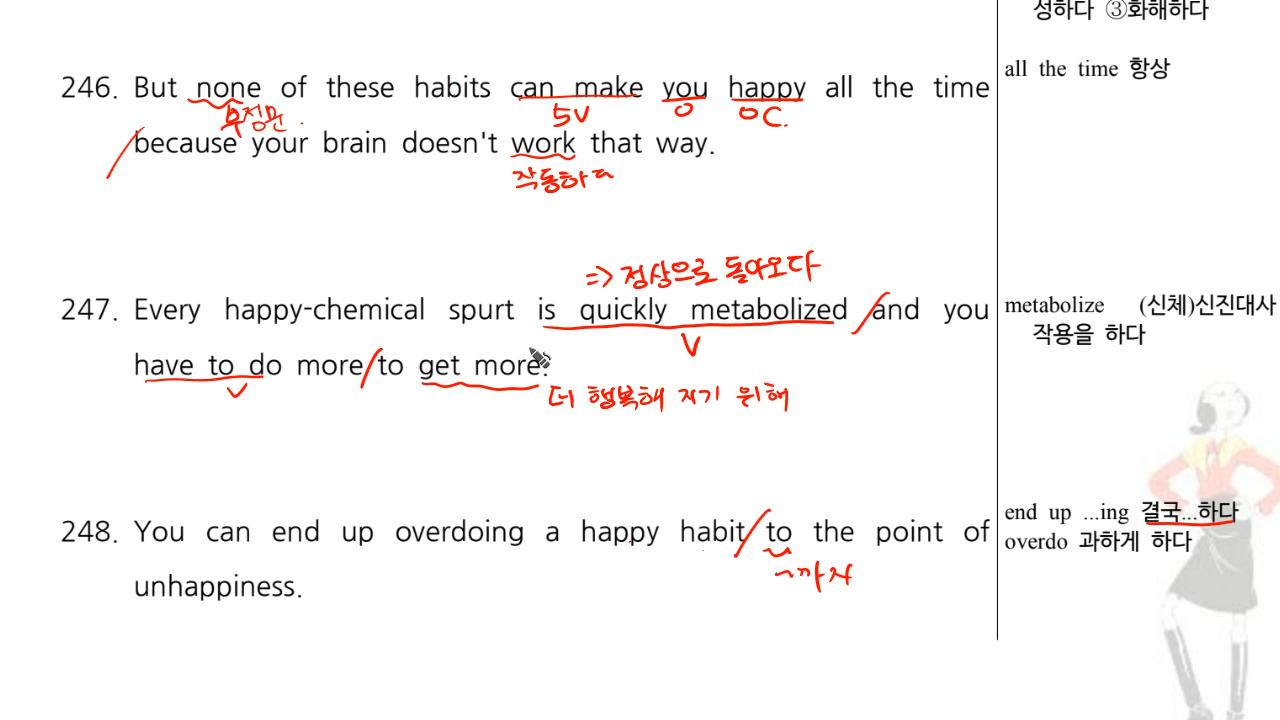 성하다 ③화해하다
246. But none of these habits can make you happy all the time
all the time 항상
부정문.
5V
O
OC.
because your brain doesn't work that way.
작동하다
=> 정상으로 돌아오다
247. Every happy-chemical spurt is quickly metabolized and you
metabolize (신체)신진대사
작용을 하다
V
have to do more to get more.
V
더 행복해 지기 위해
248. You can end up overdoing a happy habit to the point of
end up ...ing 결국...하다
overdo 과하게 하다
~까지
unhappiness.